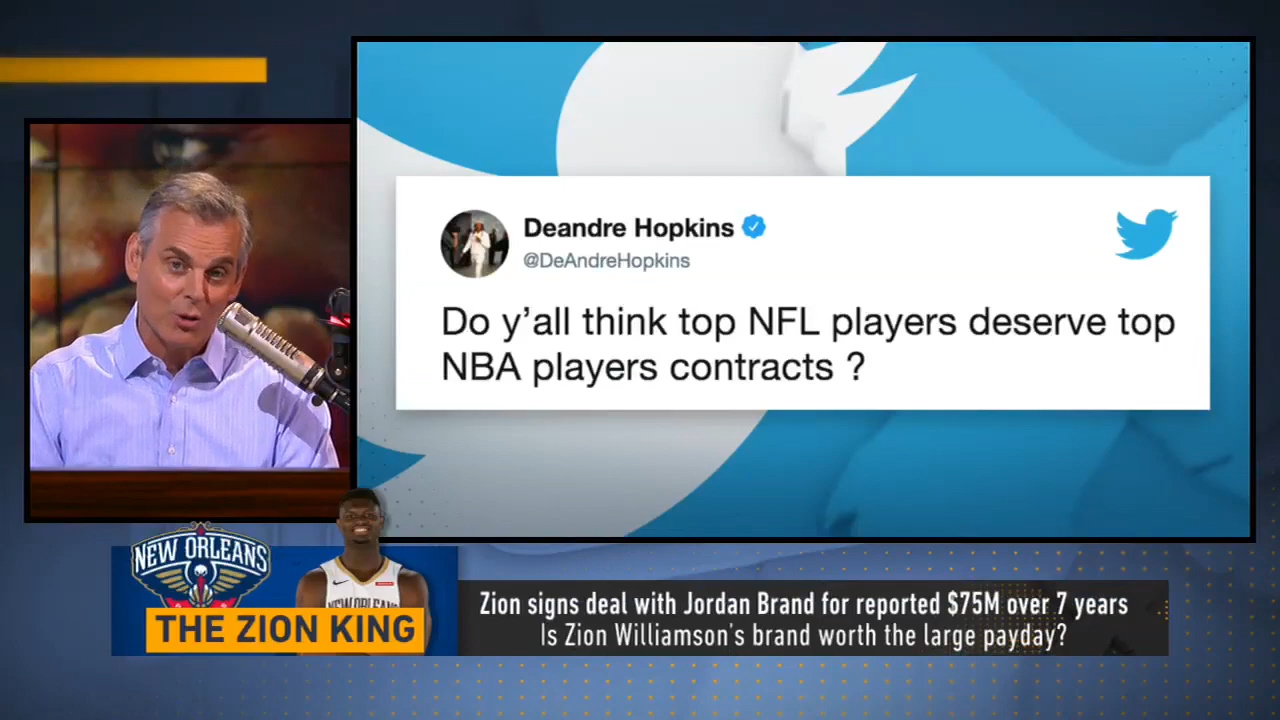 Deandre Hopkins
@DeAndreHopkins
Do y’all think top NFL players deserve top
NBA players contracts ?
NEW ORLEANS
NEW ORLEANS
THE ZION KING
Zion signs deal with Jordan Brand for reported $75M over 7 years
Is Zion Williamson's brand worth the large payday?